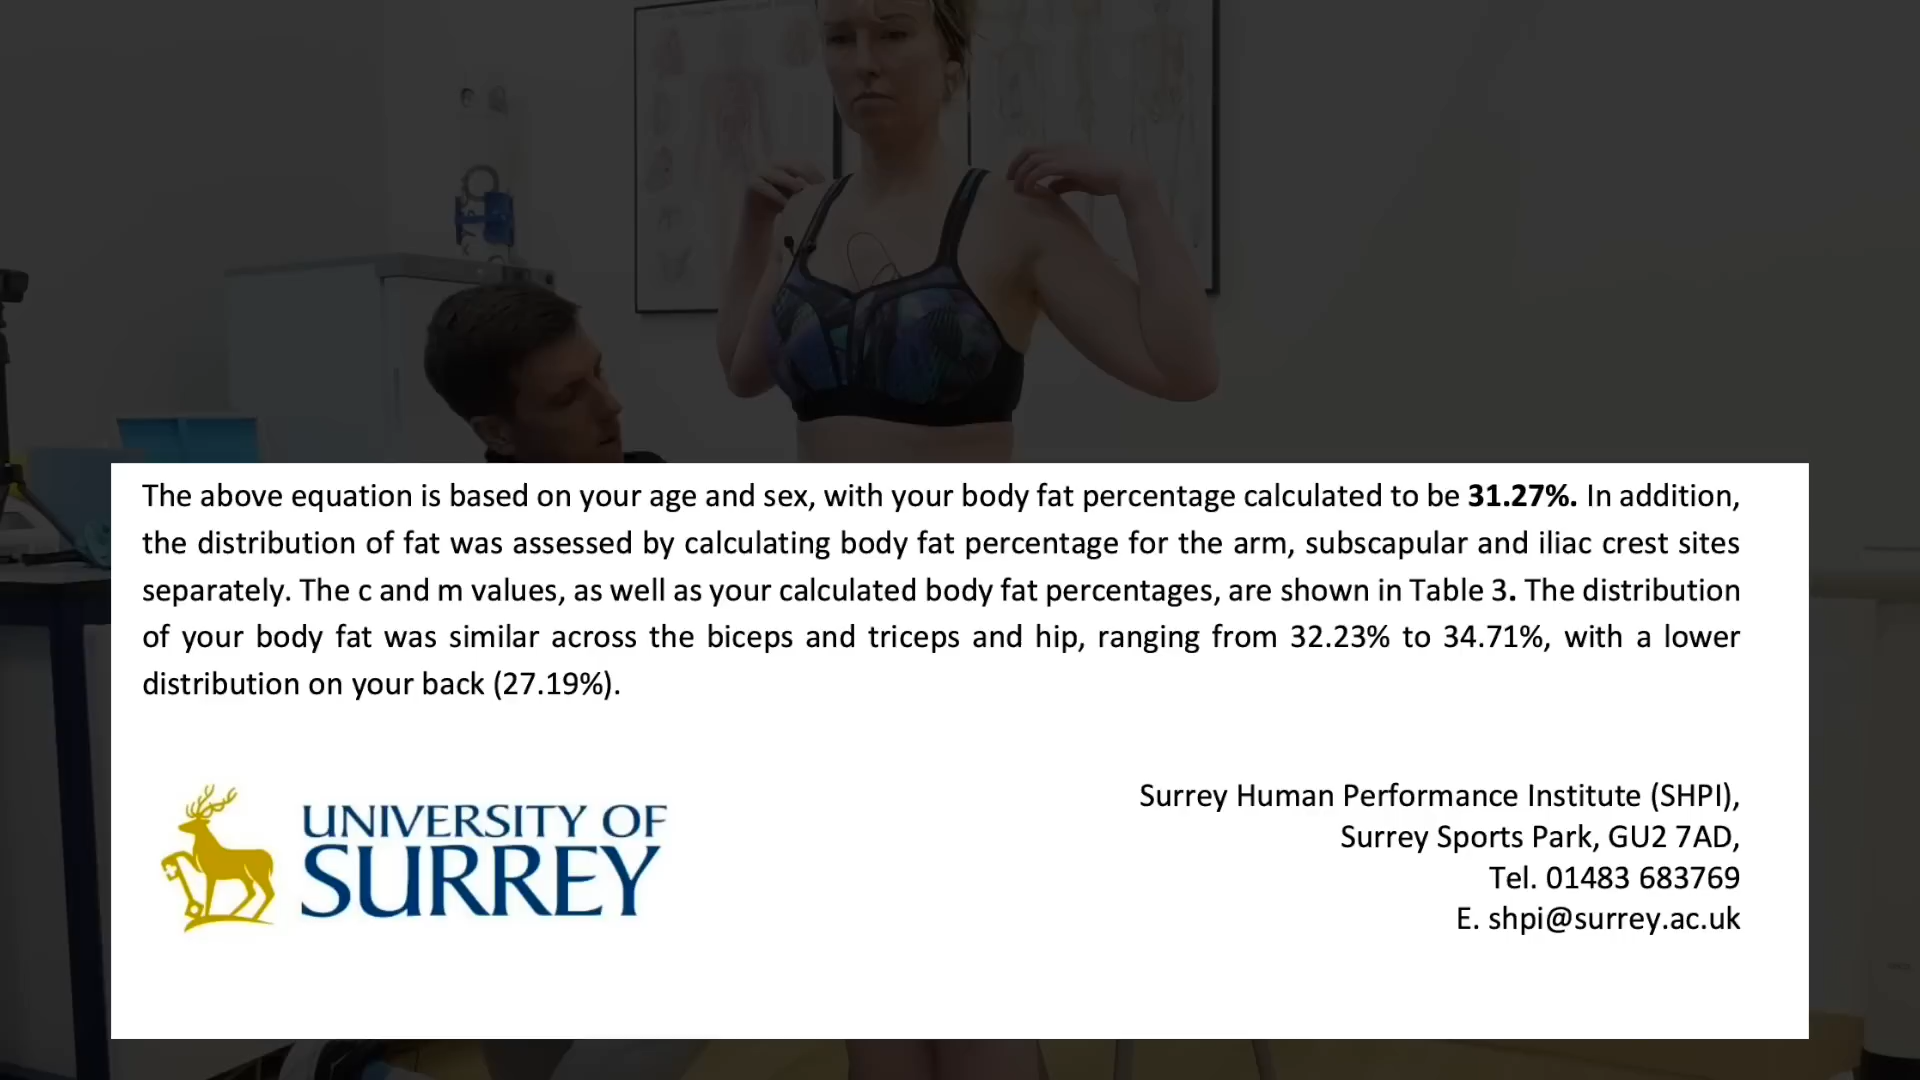 The above equation is based on your age and sex, with your body fat percentage calculated to be 31.27%. In addition,
the distribution of fat was assessed by calculating body fat percentage for the arm, subscapular and iliac crest sites
separately. The c and m values, as well as your calculated body fat percentages, are shown in Table 3. The distribution
of your body fat was similar across the biceps and triceps and hip, ranging from 32.23% to 34.71%, with a lower
distribution on your back (27.19%).
UNIVERSITY OF
SURREY
Surrey Human Performance Institute (SHPI),
Surrey Sports Park, GU2 7AD,
Tel. 01483 683769
E. shpi@surrey.ac.uk